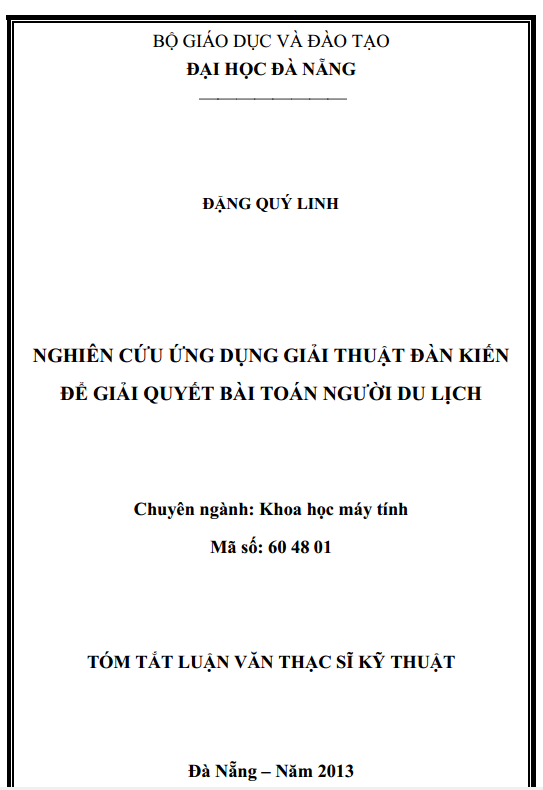 BỘ GIÁO DỤC VÀ ĐÀO TẠO
ĐẠI HỌC ĐÀ NẴNG
ĐẶNG QUÝ LINH
NGHIÊN CỨU ỨNG DỤNG GIẢI THUẬT ĐÀN KIẾN
ĐỂ GIẢI QUYẾT BÀI TOÁN NGƯỜI DU LỊCH
Chuyên ngành: Khoa học máy tính
Mã số: 60 48 01
TÓM TẮT LUẬN VĂN THẠC SĨ KỸ THUẬT
Đà Nẵng – Năm 2013